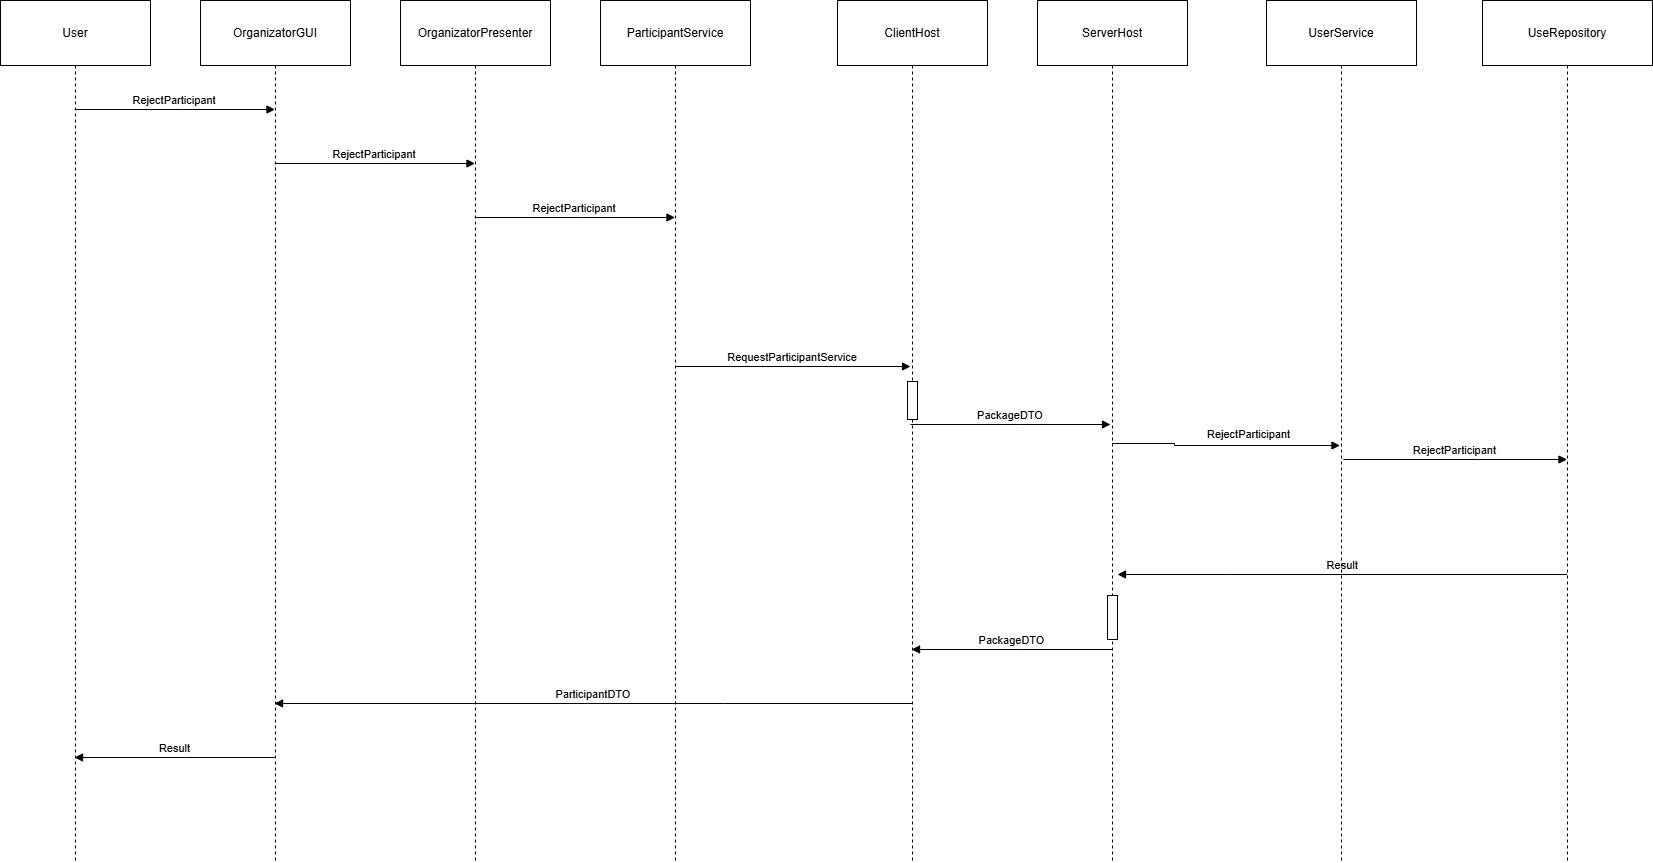 User
OrganizatorGUI
OrganizatorPresenter
ParticipantService
ClientHost
ServerHost
UserService
UseRepository
RejectParticipant
RejectParticipant
RejectParticipant
RequestParticipantService
PackageDTO
RejectParticipant
RejectParticipant
Result
PackageDTO
ParticipantDTO
Result